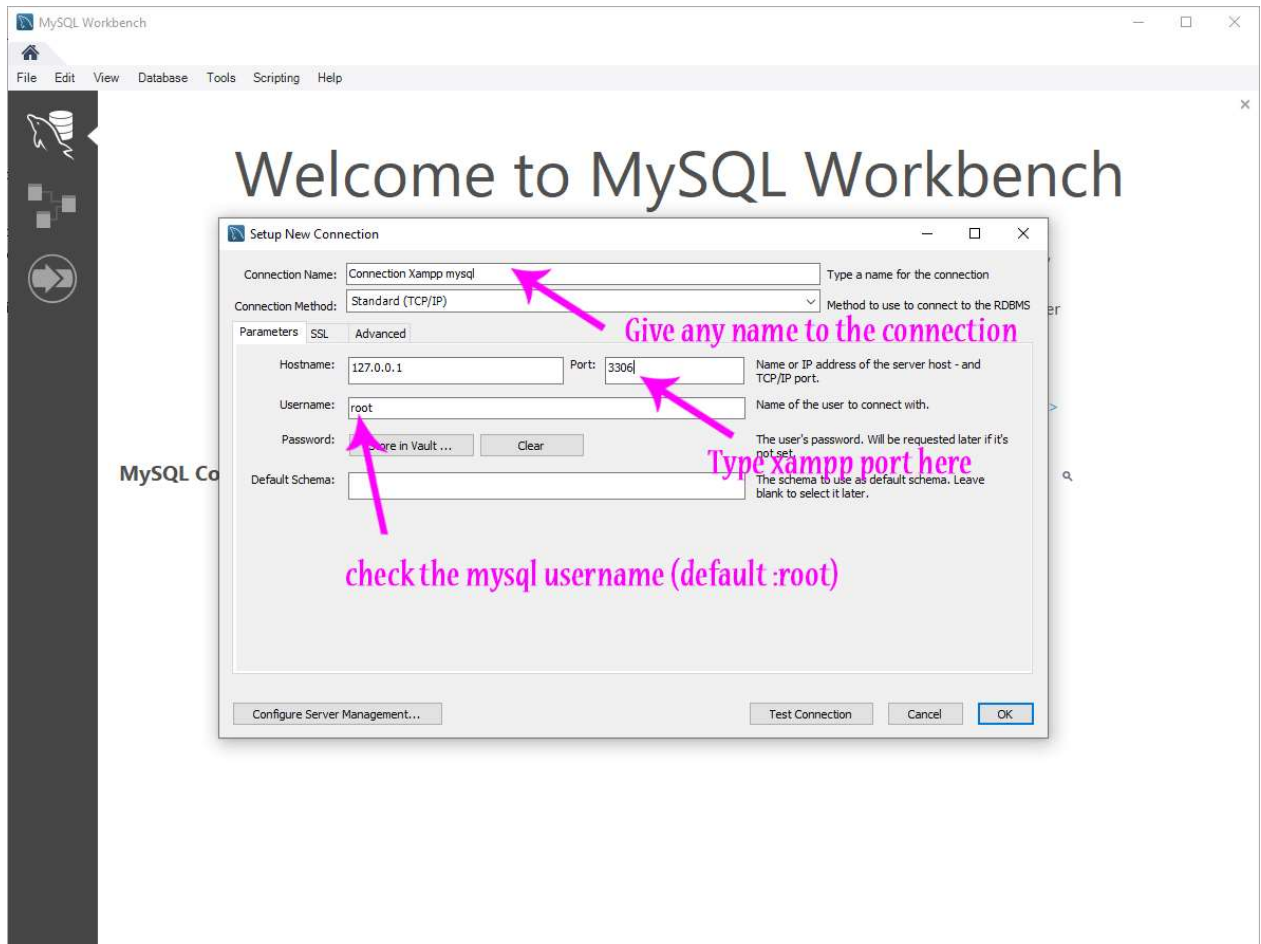 MySQL Workbench
File Edit View Database Tools Scripting Help
Welcome to MySQL Workbench
Setup New Connection
Connection Name: Connection Xampp mysql Type a name for the connection
Connection Method: Standard (TCP/IP) Method to use to connect to the RDBMS
er
Give any name to the connection
Parameters SSL Advanced
Hostname: 127.0.0.1 Port: 3306 Name or IP address of the server host - and
TCP/IP port.
Username: root Name of the user to connect with.
>
Password: Store in Vault ... Clear The user's password. Will be requested later if it's
not set.
Type xampp port here
MySQL Co
Default Schema: The schema to use as default schema. Leave
blank to select it later.
check the mysql username (default :root)
Configure Server Management... Test Connection Cancel OK